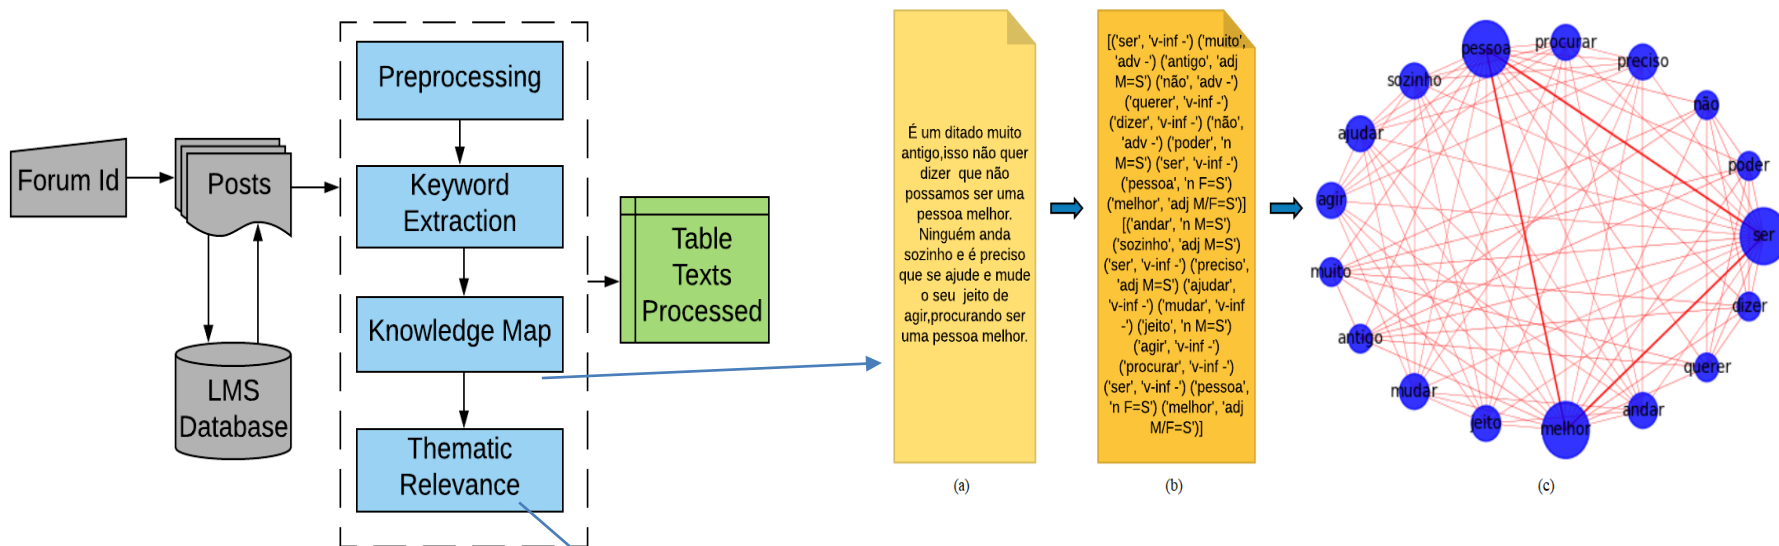 Forum Id
Posts
LMS
Database
Preprocessing
Keyword
Extraction
Knowledge Map
Thematic
Relevance
Table
Texts
Processed
É um ditado muito
antigo,isso não quer
dizer que não
possamos ser uma
pessoa melhor.
Ninguém anda
sozinho e é preciso
que se ajude e mude
o seu jeito de
agir,procurando ser
uma pessoa melhor.
(a)
[('ser', 'v-inf -') ('muito',
'adv -') ('antigo', 'adj
M=S') ('não', 'adv -')
('querer', 'v-inf -')
('dizer', 'v-inf -') ('não',
'adv -') ('poder', 'n
M=S') ('ser', 'v-inf -')
('pessoa', 'n F=S')
('melhor', 'adj M/F=S')]
[('andar', 'n M=S')
('sozinho', 'adj M=S')
('ser', 'v-inf -') ('preciso',
'adj M=S') ('ajudar',
'v-inf -') ('mudar', 'v-inf
-') ('jeito', 'n M=S')
('agir', 'v-inf -')
('procurar', 'v-inf -')
('ser', 'v-inf -') ('pessoa',
'n F=S') ('melhor', 'adj
M/F=S')]
(b)
pessoa
procurar
preciso
não
poder
ser
dizer
querer
andar
melhor
jeito
mudar
antigo
muito
agir
ajudar
sozinho
(c)